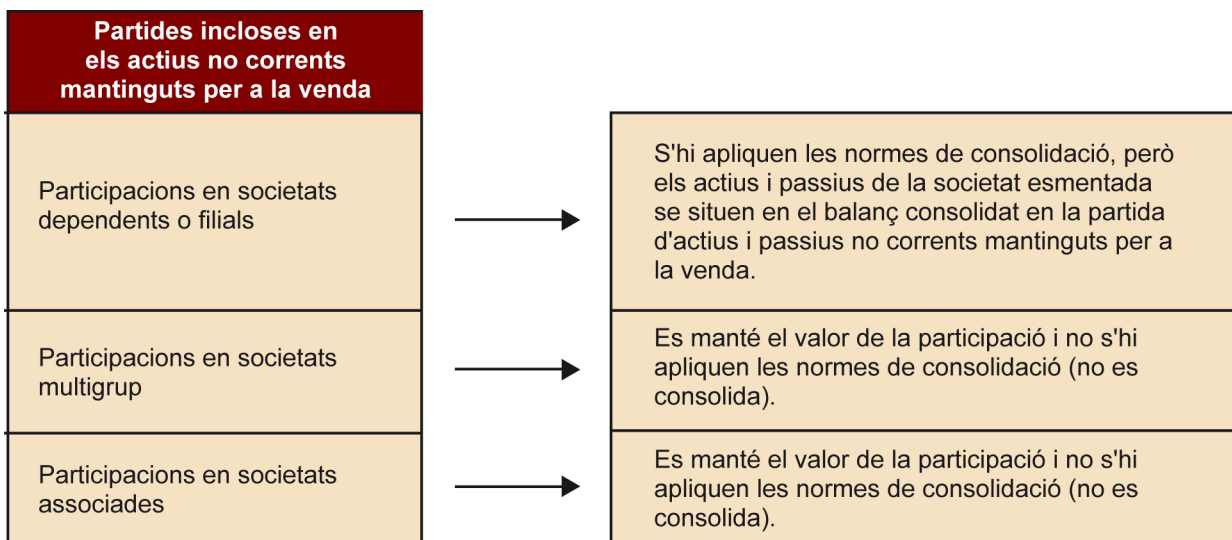 Partides incloses en
els actius no corrents
mantinguts per a la venda
Participacions en societats
dependents o filials
S'hi apliquen les normes de consolidació, però
els actius i passius de la societat esmentada
se situen en el balanç consolidat en la partida
d'actius i passius no corrents mantinguts per a
la venda.
Participacions en societats
multigrup
Es manté el valor de la participació i no s'hi
apliquen les normes de consolidació (no es
consolida).
Participacions en societats
associades
Es manté el valor de la participació i no s'hi
apliquen les normes de consolidació (no es
consolida).